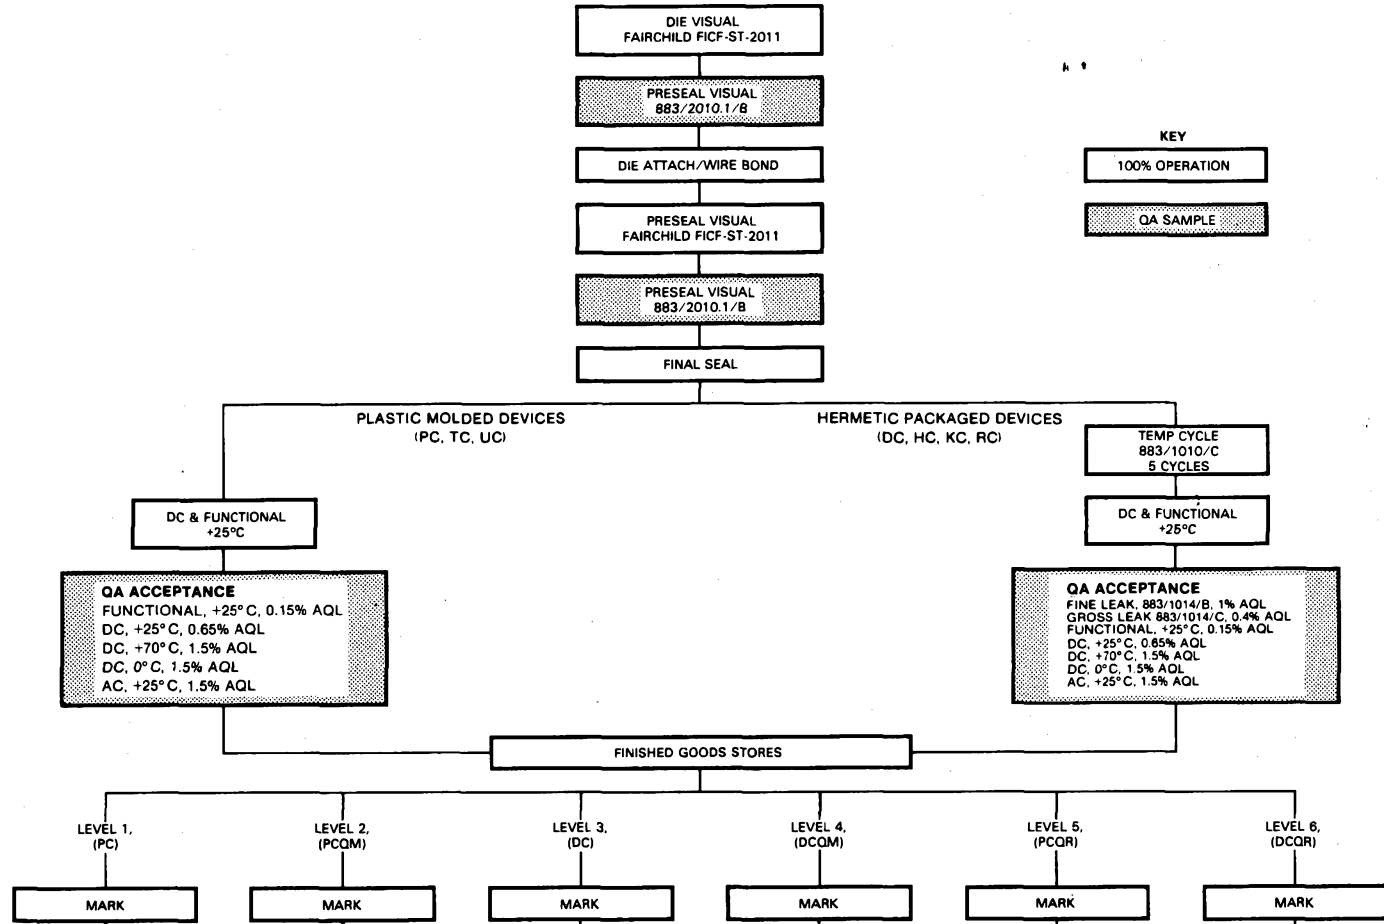 DIE VISUAL
FAIRCHILD FICF-ST-2011
PRESEAL VISUAL
883/2010.1/B
DIE ATTACH/WIRE BOND
PRESEAL VISUAL
FAIRCHILD FICF-ST-2011
PRESEAL VISUAL
883/2010.1/B
FINAL SEAL
KEY
100% OPERATION
QA SAMPLE
PLASTIC MOLDED DEVICES
(PC, TC, UC)
HERMETIC PACKAGED DEVICES
(DC, HC, KC, RC)
TEMP CYCLE
883/1010/C
5 CYCLES
DC & FUNCTIONAL
+25°C
DC & FUNCTIONAL
+25°C
QA ACCEPTANCE
FUNCTIONAL, +25°C, 0.15% AQL
DC, +25°C, 0.65% AQL
DC, +70°C, 1.5% AQL
DC, 0°C, 1.5% AQL
AC, +25°C, 1.5% AQL
QA ACCEPTANCE
FINE LEAK, 883/1014/B, 1% AQL
GROSS LEAK 883/1014/C, 0.4% AQL
FUNCTIONAL, +25°C, 0.15% AQL
DC, +25°C, 0.65% AQL
DC, +70°C, 1.5% AQL
DC, 0°C, 1.5% AQL
AC, +25°C, 1.5% AQL
FINISHED GOODS STORES
LEVEL 1,
(PC)
LEVEL 2,
(PCQM)
LEVEL 3,
(DC)
LEVEL 4,
(DCQM)
LEVEL 5,
(PCQR)
LEVEL 6,
(DCQR)
MARK
MARK
MARK
MARK
MARK
MARK